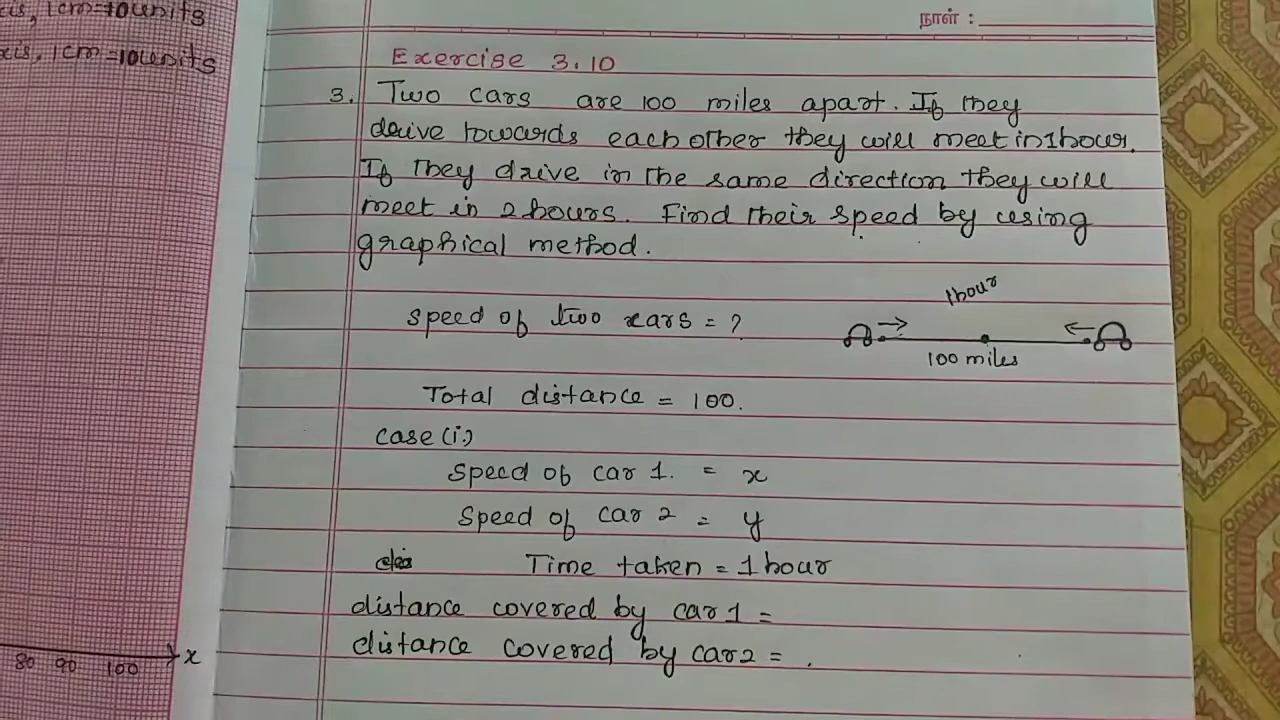 1cm=10units
xis, 1cm=10units
நாள் :
Exercise 3.10
3. Two cars are 100 miles apart. If they
drive towards each other they will meet in 1 hour.
If they drive in the same direction they will
meet in 2 hours. Find their speed by using
graphical method.
1hour
speed of two cars = ?
100 miles
Total distance = 100.
case (i)
Speed of car 1. = x
Speed of car 2 = y
dis Time taken = 1 hour
distance covered by car 1 =
distance covered by car 2 = .
80 90 100 x